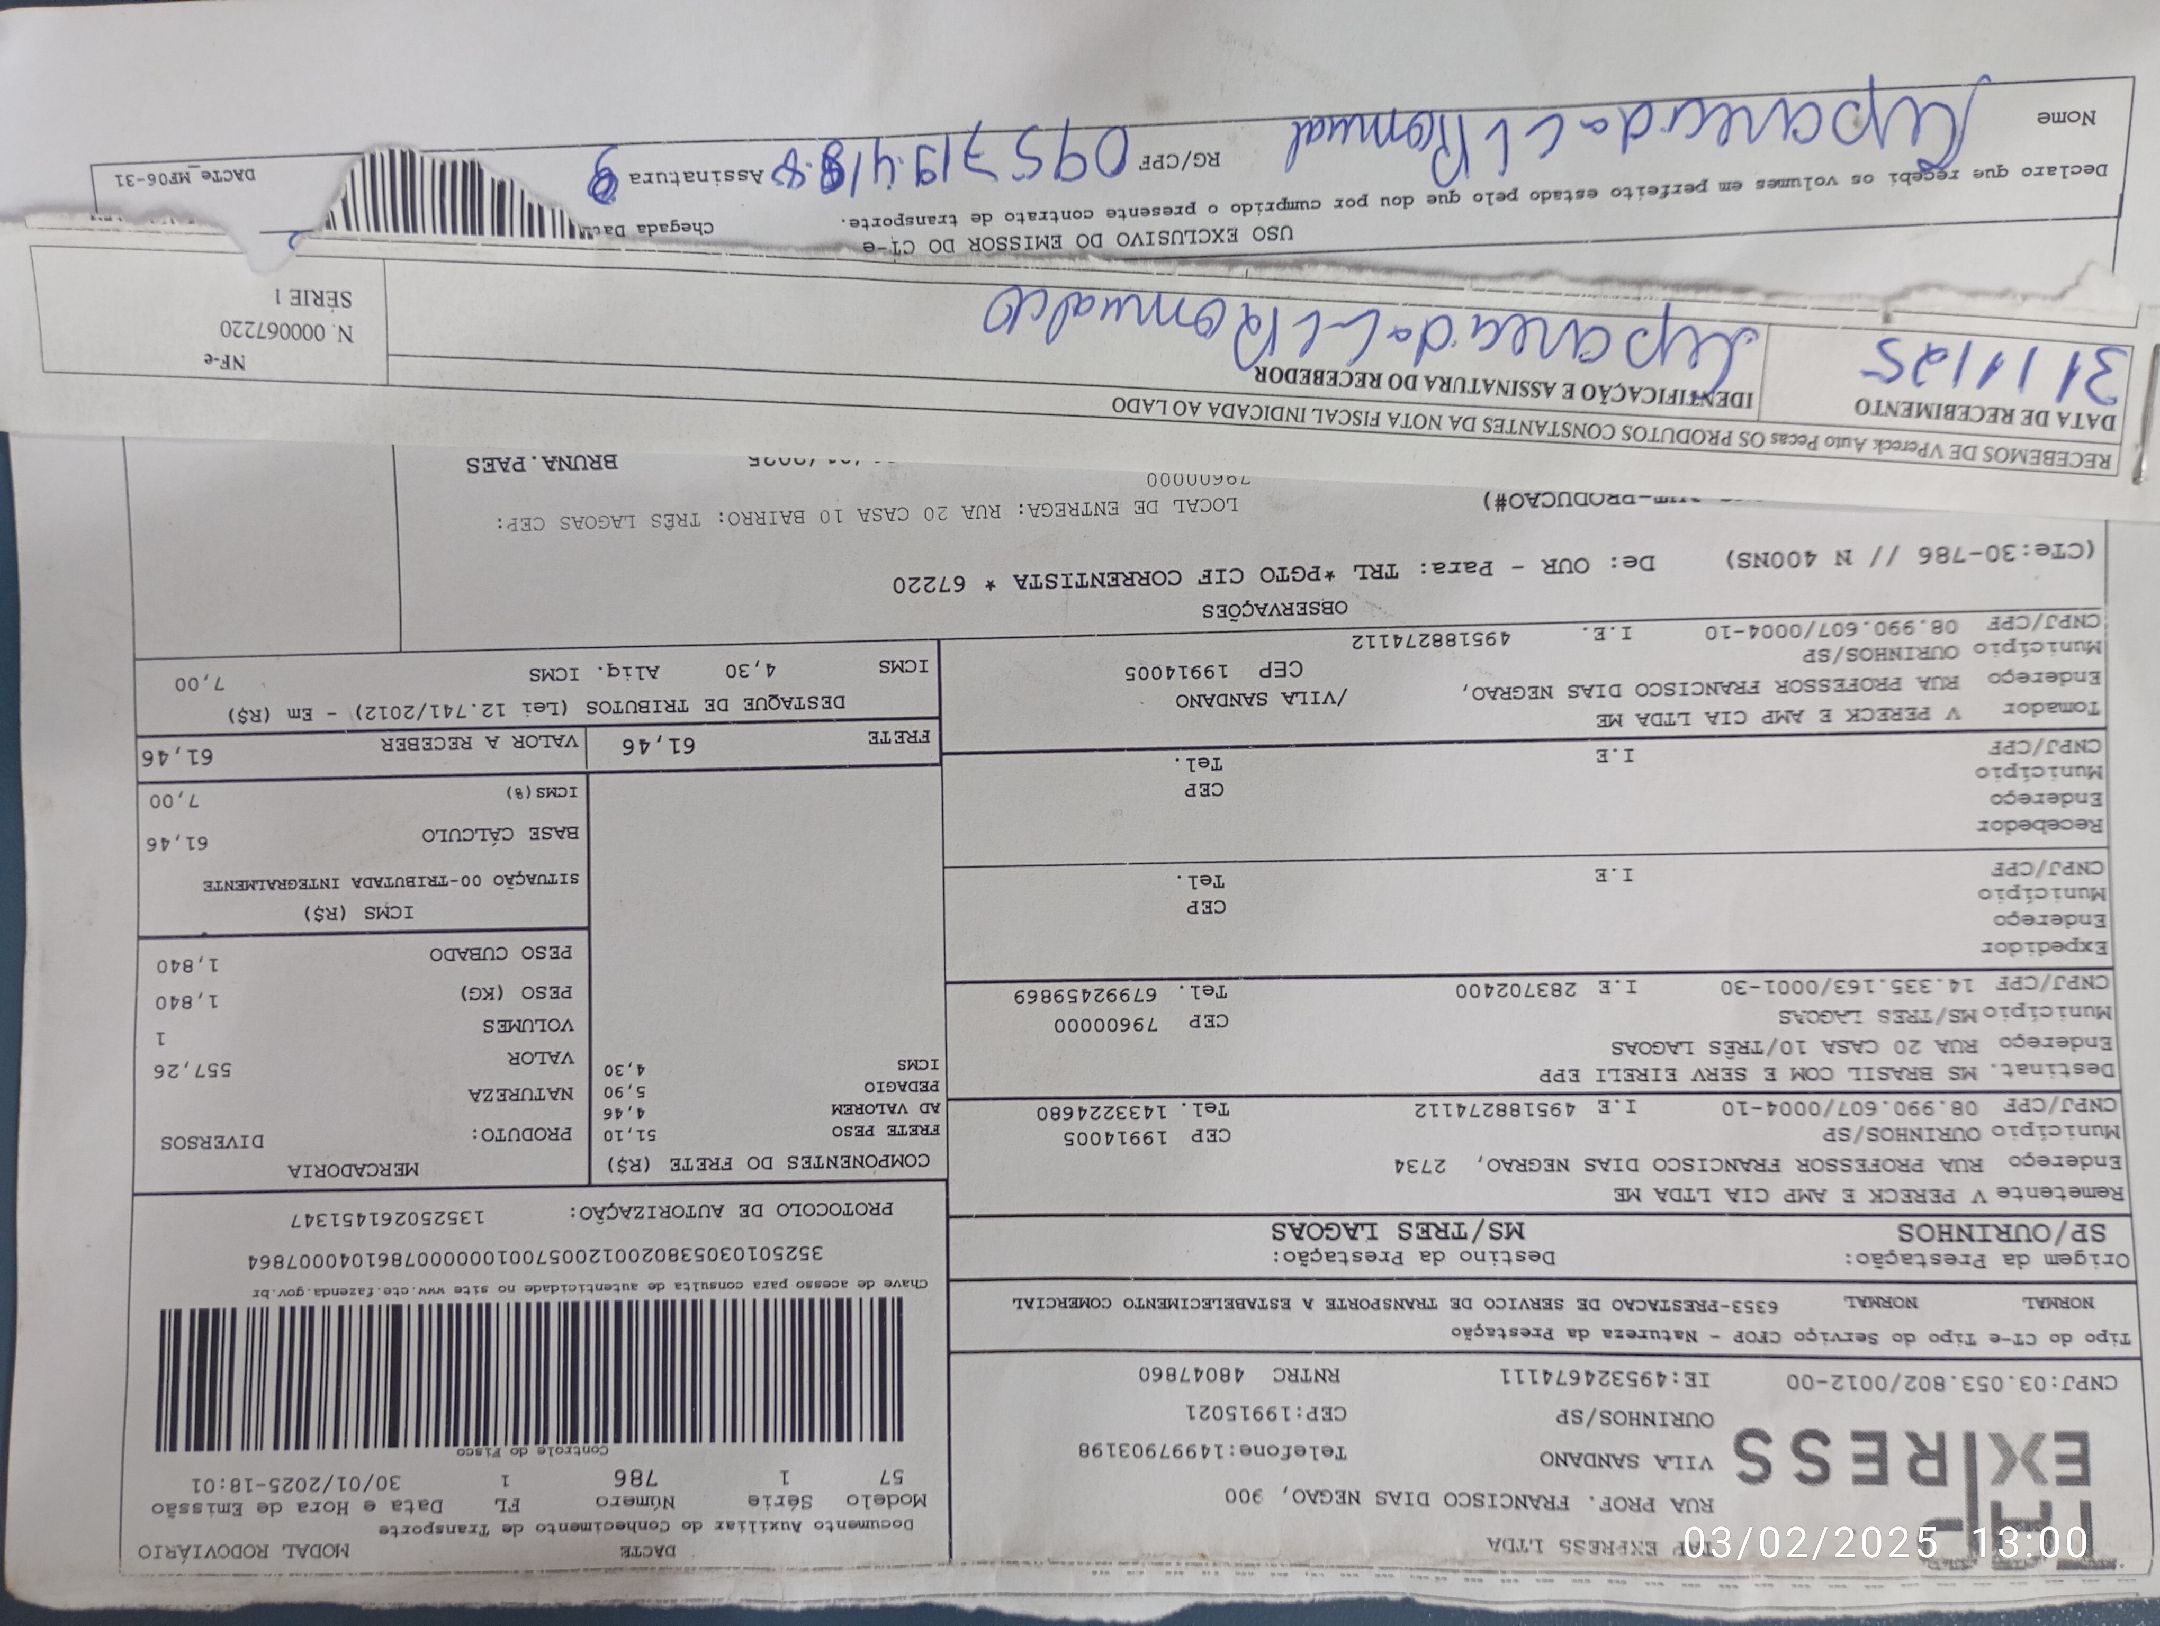 DACTE
MODAL RODOVIÁRIO
Documento Auxiliar do Conhecimento de Transporte
Modelo Série Número FL Data e Hora de Emissão
57 1 786 1 30/01/2025-18:01
Controle do Fisco
Chave de acesso para consulta de autenticidade no site www.cte.fazenda.gov.br
PROTOCOLO DE AUTORIZAÇÃO: 135250261451347
TAP EXPRESS LTDA
RUA PROF. FRANCISCO DIAS NEGAO, 900
VILA SANDANO Telefone:14997903198
OURINHOS/SP CEP:19915021
CNPJ:03.053.802/0012-00 IE:495324674111 RNTRC 48047860
Tipo do CT-e Tipo do Serviço CFOP - Natureza da Prestação
NORMAL NORMAL 6353-PRESTACAO DE SERVICO DE TRANSPORTE A ESTABELECIMENTO COMERCIAL
Origem da Prestação: Destino da Prestação:
SP/OURINHOS MS/TRES LAGOAS
Remetente V PERECK E AMP CIA LTDA ME
Endereço RUA PROFESSOR FRANCISCO DIAS NEGRAO, 2734
Município OURINHOS/SP CEP 19914005
CNPJ/CPF 08.990.607/0004-10 I.E 495188274112 Tel. 1433224680
Destinat. MS BRASIL COM E SERV EIRELI EPP
Endereço RUA 20 CASA 10/TRÊS LAGOAS
Município MS/TRES LAGOAS CEP 79600000
CNPJ/CPF 14.335.163/0001-30 I.E 283702400 Tel. 67992459869
Expedidor
Endereço
Município CEP
CNPJ/CPF I.E Tel.
Recebedor
Endereço
Município CEP
CNPJ/CPF I.E Tel.
Tomador V PERECK E AMP CIA LTDA ME
Endereço RUA PROFESSOR FRANCISCO DIAS NEGRAO, /VILA SANDANO
Município OURINHOS/SP CEP 19914005
CNPJ/CPF 08.990.607/0004-10 I.E. 495188274112
COMPONENTES DO FRETE (R$)
FRETE PESO 51,10
AD VALOREM 4,46
PEDAGIO 5,90
ICMS 4,30
MERCADORIA
PRODUTO: DIVERSOS
NATUREZA
VALOR 557,26
VOLUMES 1
PESO (KG) 1,840
PESO CUBADO 1,840
ICMS (R$)
SITUAÇÃO 00-TRIBUTADA INTEGRALMENTE
BASE CÁLCULO 61,46
ICMS(%) 7,00
FRETE 61,46 VALOR A RECEBER 61,46
DESTAQUE DE TRIBUTOS (Lei 12.741/2012) - Em (R$)
ICMS 4,30 Aliq. ICMS 7,00
OBSERVAÇÕES
(CTe:30-786 // N 400NS) De: OUR - Para: TRL *PGTO CIF CORRENTISTA * 67220
LOCAL DE ENTREGA: RUA 20 CASA 10 BAIRRO: TRÊS LAGOAS CEP:
79600000
BRUNA.PAES
RECEBEMOS DE VPereck Auto Pecas OS PRODUTOS CONSTANTES DA NOTA FISCAL INDICADA AO LADO
DATA DE RECEBIMENTO IDENTIFICAÇÃO E ASSINATURA DO RECEBEDOR
31/1/25 Aparecida C L Romualdo
NF-e
N. 000067220
SÉRIE 1
USO EXCLUSIVO DO EMISSOR DO CT-e
Declaro que recebi os volumes em perfeito estado pelo que dou por cumprido o presente contrato de transporte.
Nome Aparecida C L Romual RG/CPF Assinatura
Chegada
DACTe MF06-31
03/02/2025 13:00